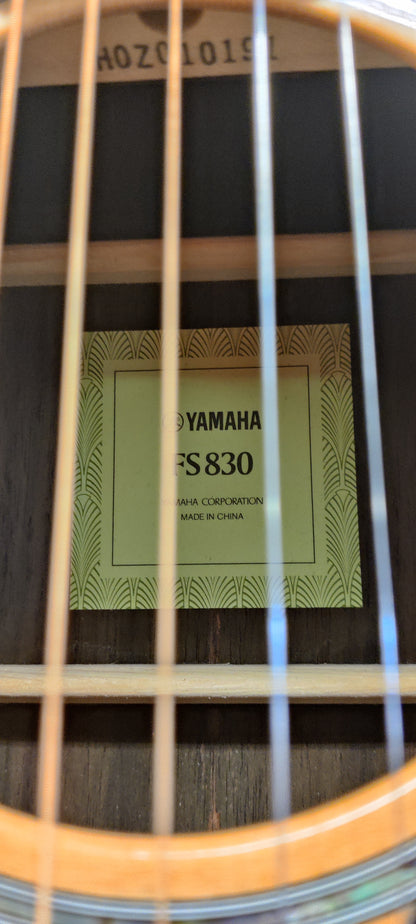 HOZ010191
YAMAHA
FS830
YAMAHA CORPORATION
MADE IN CHINA